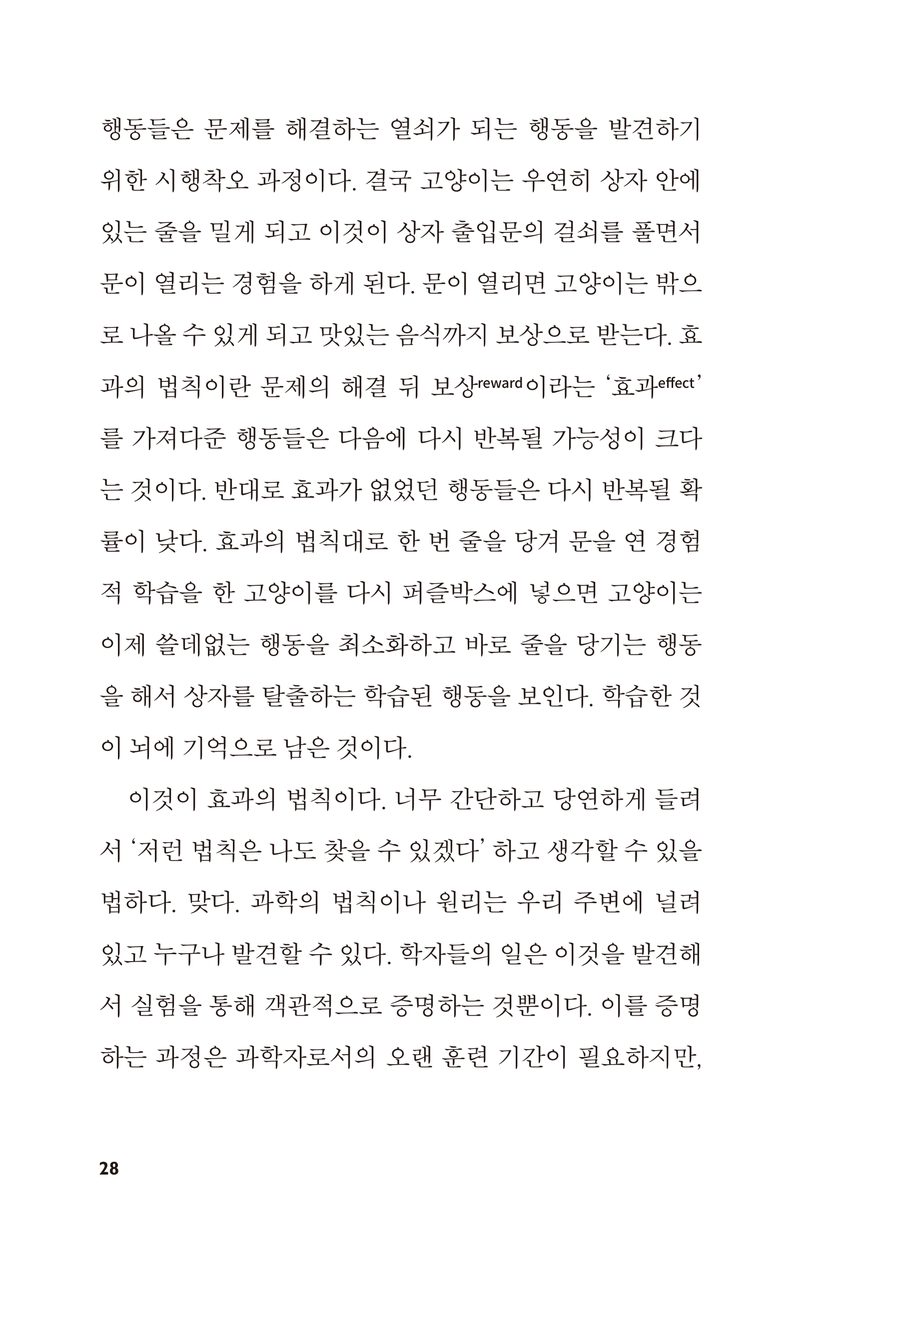 행동들은 문제를 해결하는 열쇠가 되는 행동을 발견하기
위한 시행착오 과정이다. 결국 고양이는 우연히 상자 안에
있는 줄을 밀게 되고 이것이 상자 출입문의 걸쇠를 풀면서
문이 열리는 경험을 하게 된다. 문이 열리면 고양이는 밖으
로 나올 수 있게 되고 맛있는 음식까지 보상으로 받는다. 효
과의 법칙이란 문제의 해결 뒤 보상reward이라는 ‘효과effect’
를 가져다준 행동들은 다음에 다시 반복될 가능성이 크다
는 것이다. 반대로 효과가 없었던 행동들은 다시 반복될 확
률이 낮다. 효과의 법칙대로 한 번 줄을 당겨 문을 연 경험
적 학습을 한 고양이를 다시 퍼즐박스에 넣으면 고양이는
이제 쓸데없는 행동을 최소화하고 바로 줄을 당기는 행동
을 해서 상자를 탈출하는 학습된 행동을 보인다. 학습한 것
이 뇌에 기억으로 남은 것이다.
이것이 효과의 법칙이다. 너무 간단하고 당연하게 들려
서 ‘저런 법칙은 나도 찾을 수 있겠다’ 하고 생각할 수 있을
법하다. 맞다. 과학의 법칙이나 원리는 우리 주변에 널려
있고 누구나 발견할 수 있다. 학자들의 일은 이것을 발견해
서 실험을 통해 객관적으로 증명하는 것뿐이다. 이를 증명
하는 과정은 과학자로서의 오랜 훈련 기간이 필요하지만,
28